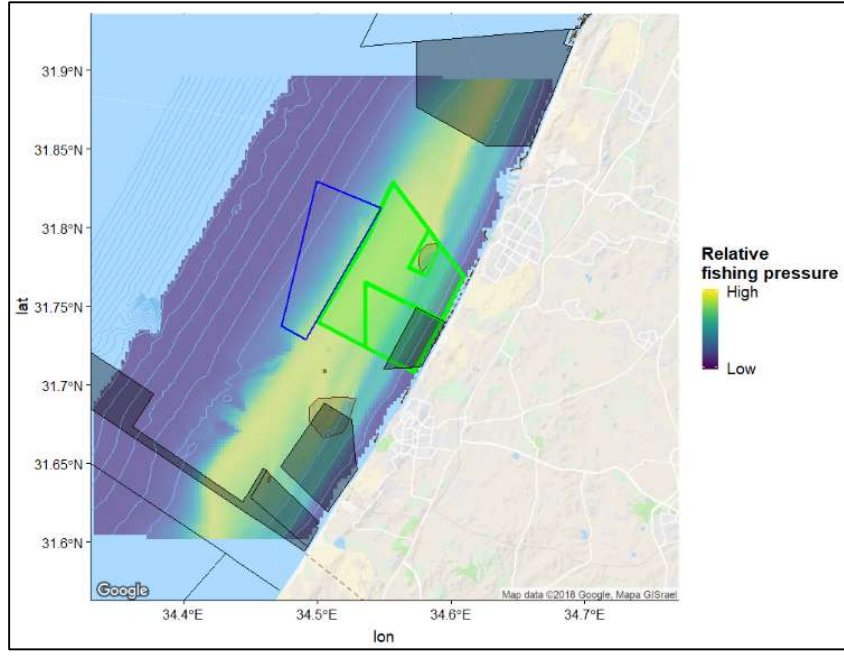 31.9°N
31.85°N
31.8°N
31.75°N
31.7°N
31.65°N
31.6°N
lat
34.4°E
34.5°E
34.6°E
34.7°E
lon
Google
Map data ©2018 Google, Mapa GISrael
Relative
fishing pressure
High
Low